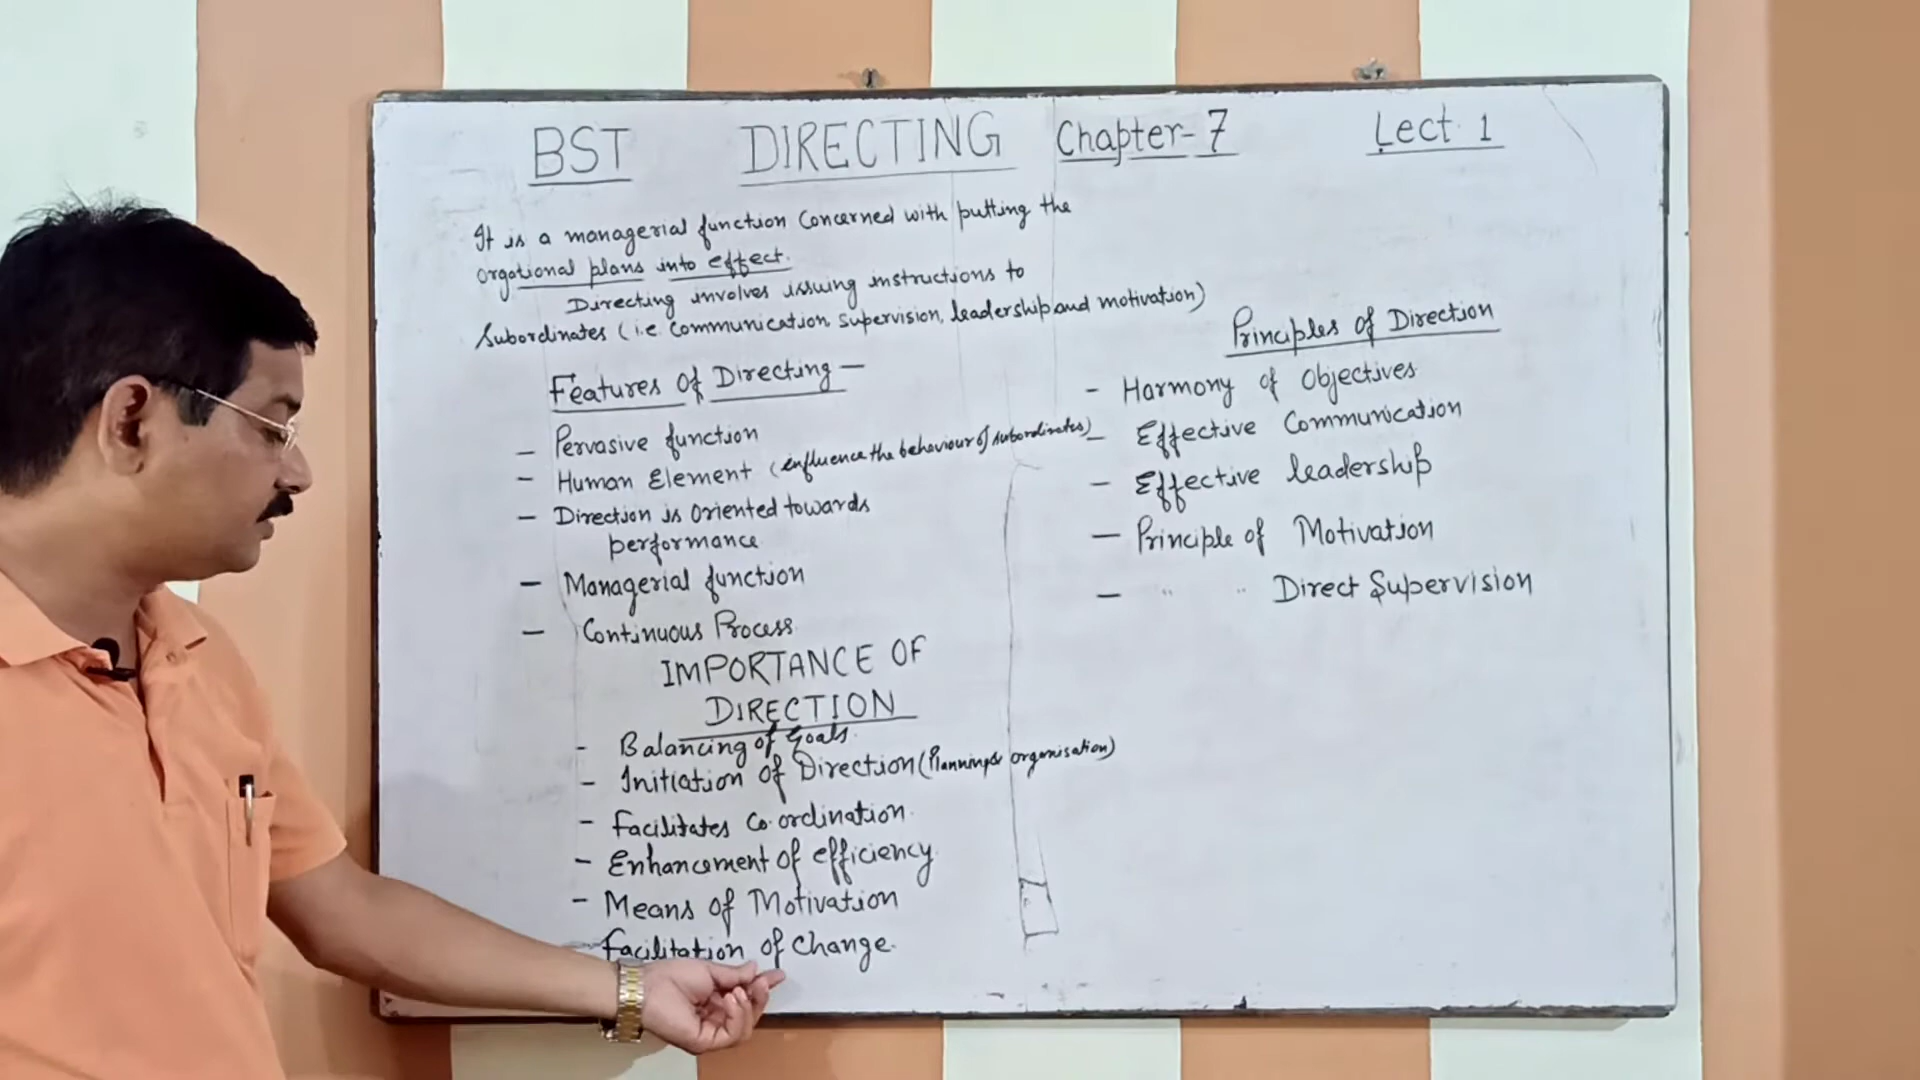 BST DIRECTING Chapter-7 Lect. 1
It is a managerial function Concerned with putting the
orgational plans into effect.
Directing involves issuing instructions to
Subordinates (i.e. Communication, supervision, leadership and motivation)
Features Of Directing —
- Pervasive function
- Human Element (influence the behaviour of subordinates)
- Direction is Oriented towards
performance
- Managerial function
- Continuous Process
IMPORTANCE OF
DIRECTION
- Balancing of Goals.
- Initiation of Direction (Planning & organisation)
- Facilitates Co-ordination.
- Enhancement of efficiency
- Means of Motivation
Facilitation of change.
Principles of Direction
- Harmony of Objectives
- Effective Communication
- Effective leadership
- Principle of Motivation
- " " Direct Supervision